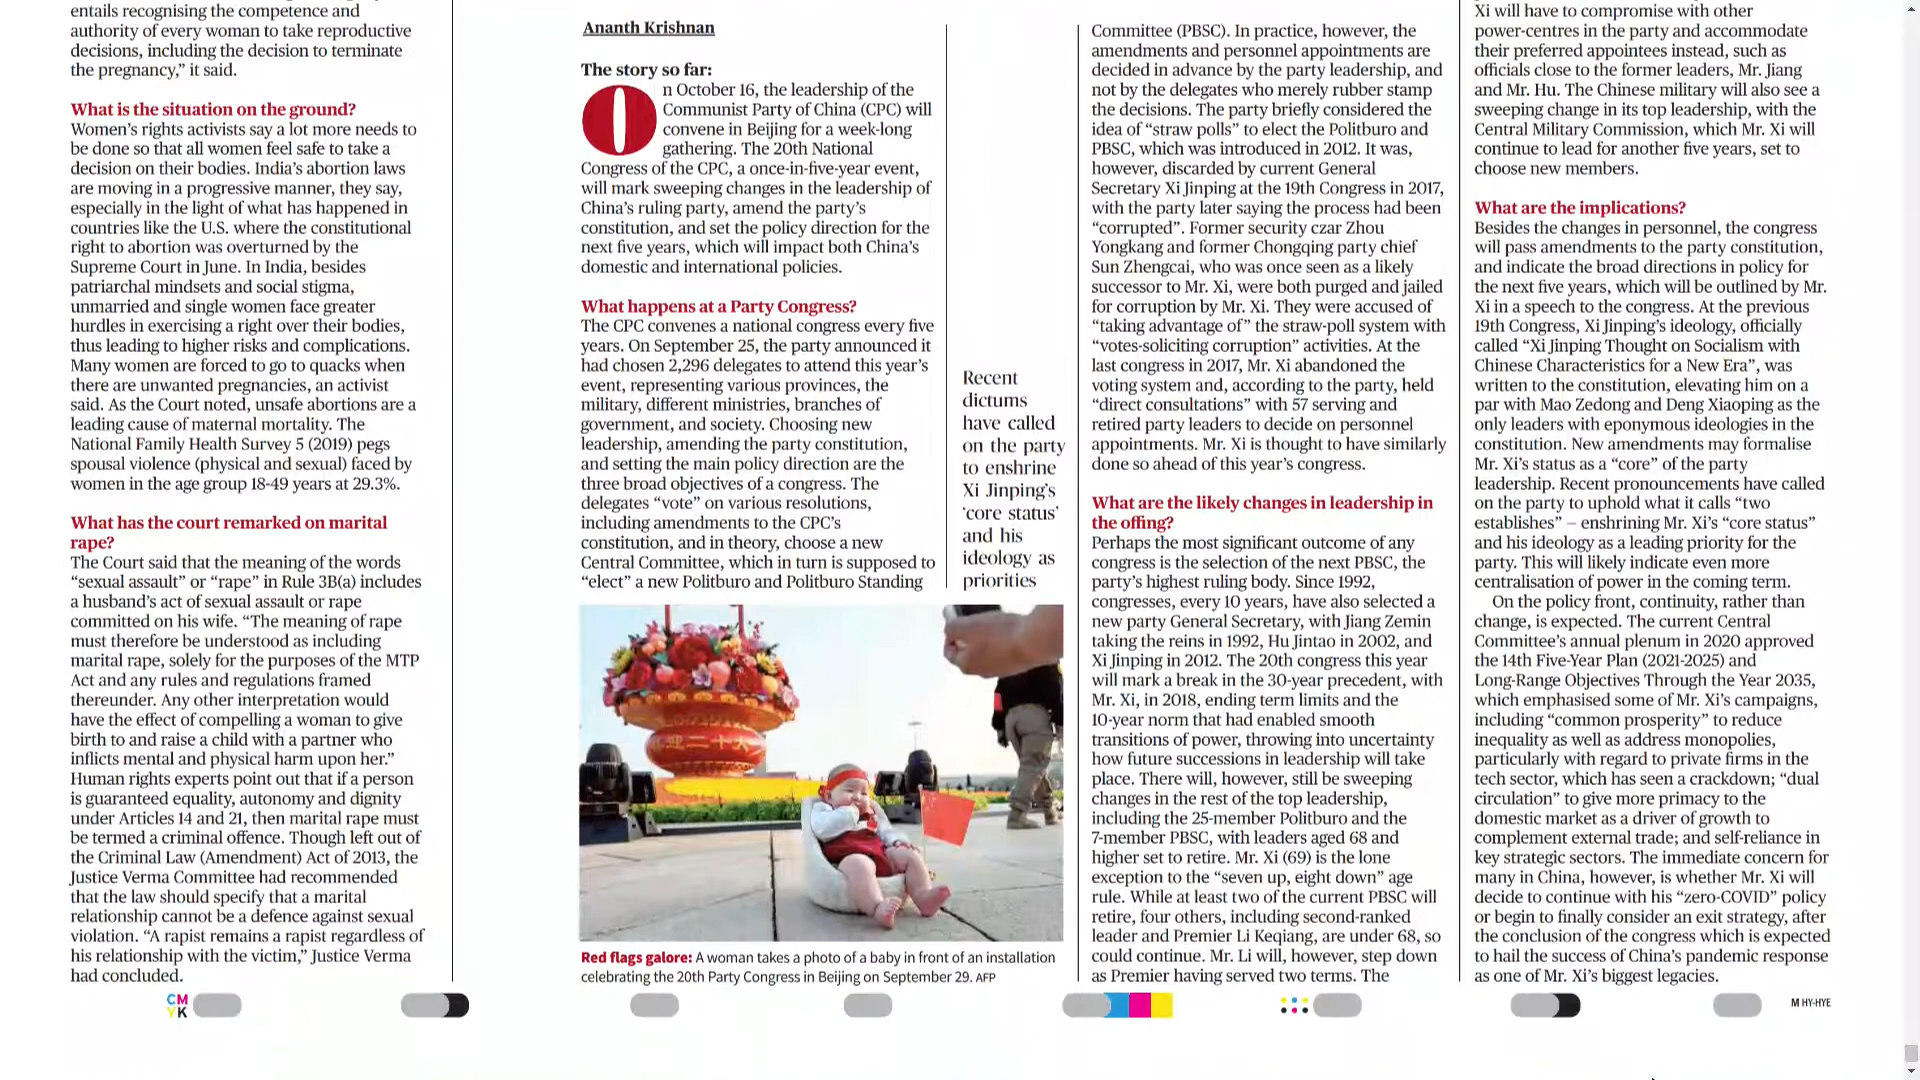 entails recognising the competence and
authority of every woman to take reproductive
decisions, including the decision to terminate
the pregnancy,” it said.
What is the situation on the ground?
Women’s rights activists say a lot more needs to
be done so that all women feel safe to take a
decision on their bodies. India’s abortion laws
are moving in a progressive manner, they say,
especially in the light of what has happened in
countries like the U.S. where the constitutional
right to abortion was overturned by the
Supreme Court in June. In India, besides
patriarchal mindsets and social stigma,
unmarried and single women face greater
hurdles in exercising a right over their bodies,
thus leading to higher risks and complications.
Many women are forced to go to quacks when
there are unwanted pregnancies, an activist
said. As the Court noted, unsafe abortions are a
leading cause of maternal mortality. The
National Family Health Survey 5 (2019) pegs
spousal violence (physical and sexual) faced by
women in the age group 18-49 years at 29.3%.
What has the court remarked on marital
rape?
The Court said that the meaning of the words
“sexual assault” or “rape” in Rule 3B(a) includes
a husband’s act of sexual assault or rape
committed on his wife. “The meaning of rape
must therefore be understood as including
marital rape, solely for the purposes of the MTP
Act and any rules and regulations framed
thereunder. Any other interpretation would
have the effect of compelling a woman to give
birth to and raise a child with a partner who
inflicts mental and physical harm upon her.”
Human rights experts point out that if a person
is guaranteed equality, autonomy and dignity
under Articles 14 and 21, then marital rape must
be termed a criminal offence. Though left out of
the Criminal Law (Amendment) Act of 2013, the
Justice Verma Committee had recommended
that the law should specify that a marital
relationship cannot be a defence against sexual
violation. “A rapist remains a rapist regardless of
his relationship with the victim,” Justice Verma
had concluded.
Ananth Krishnan
The story so far:
On October 16, the leadership of the
Communist Party of China (CPC) will
convene in Beijing for a week-long
gathering. The 20th National
Congress of the CPC, a once-in-five-year event,
will mark sweeping changes in the leadership of
China’s ruling party, amend the party’s
constitution, and set the policy direction for the
next five years, which will impact both China’s
domestic and international policies.
What happens at a Party Congress?
The CPC convenes a national congress every five
years. On September 25, the party announced it
had chosen 2,296 delegates to attend this year’s
event, representing various provinces, the
military, different ministries, branches of
government, and society. Choosing new
leadership, amending the party constitution,
and setting the main policy direction are the
three broad objectives of a congress. The
delegates “vote” on various resolutions,
including amendments to the CPC’s
constitution, and in theory, choose a new
Central Committee, which in turn is supposed to
“elect” a new Politburo and Politburo Standing
Recent
dictums
have called
on the party
to enshrine
Xi Jinping’s
‘core status’
and his
ideology as
priorities
迎二十大
Red flags galore: A woman takes a photo of a baby in front of an installation
celebrating the 20th Party Congress in Beijing on September 29. AFP
Committee (PBSC). In practice, however, the
amendments and personnel appointments are
decided in advance by the party leadership, and
not by the delegates who merely rubber stamp
the decisions. The party briefly considered the
idea of “straw polls” to elect the Politburo and
PBSC, which was introduced in 2012. It was,
however, discarded by current General
Secretary Xi Jinping at the 19th Congress in 2017,
with the party later saying the process had been
“corrupted”. Former security czar Zhou
Yongkang and former Chongqing party chief
Sun Zhengcai, who was once seen as a likely
successor to Mr. Xi, were both purged and jailed
for corruption by Mr. Xi. They were accused of
“taking advantage of” the straw-poll system with
“votes-soliciting corruption” activities. At the
last congress in 2017, Mr. Xi abandoned the
voting system and, according to the party, held
“direct consultations” with 57 serving and
retired party leaders to decide on personnel
appointments. Mr. Xi is thought to have similarly
done so ahead of this year’s congress.
What are the likely changes in leadership in
the offing?
Perhaps the most significant outcome of any
congress is the selection of the next PBSC, the
party’s highest ruling body. Since 1992,
congresses, every 10 years, have also selected a
new party General Secretary, with Jiang Zemin
taking the reins in 1992, Hu Jintao in 2002, and
Xi Jinping in 2012. The 20th congress this year
will mark a break in the 30-year precedent, with
Mr. Xi, in 2018, ending term limits and the
10-year norm that had enabled smooth
transitions of power, throwing into uncertainty
how future successions in leadership will take
place. There will, however, still be sweeping
changes in the rest of the top leadership,
including the 25-member Politburo and the
7-member PBSC, with leaders aged 68 and
higher set to retire. Mr. Xi (69) is the lone
exception to the “seven up, eight down” age
rule. While at least two of the current PBSC will
retire, four others, including second-ranked
leader and Premier Li Keqiang, are under 68, so
could continue. Mr. Li will, however, step down
as Premier having served two terms. The
Xi will have to compromise with other
power-centres in the party and accommodate
their preferred appointees instead, such as
officials close to the former leaders, Mr. Jiang
and Mr. Hu. The Chinese military will also see a
sweeping change in its top leadership, with the
Central Military Commission, which Mr. Xi will
continue to lead for another five years, set to
choose new members.
What are the implications?
Besides the changes in personnel, the congress
will pass amendments to the party constitution,
and indicate the broad directions in policy for
the next five years, which will be outlined by Mr.
Xi in a speech to the congress. At the previous
19th Congress, Xi Jinping’s ideology, officially
called “Xi Jinping Thought on Socialism with
Chinese Characteristics for a New Era”, was
written to the constitution, elevating him on a
par with Mao Zedong and Deng Xiaoping as the
only leaders with eponymous ideologies in the
constitution. New amendments may formalise
Mr. Xi’s status as a “core” of the party
leadership. Recent pronouncements have called
on the party to uphold what it calls “two
establishes” – enshrining Mr. Xi’s “core status”
and his ideology as a leading priority for the
party. This will likely indicate even more
centralisation of power in the coming term.
On the policy front, continuity, rather than
change, is expected. The current Central
Committee’s annual plenum in 2020 approved
the 14th Five-Year Plan (2021-2025) and
Long-Range Objectives Through the Year 2035,
which emphasised some of Mr. Xi’s campaigns,
including “common prosperity” to reduce
inequality as well as address monopolies,
particularly with regard to private firms in the
tech sector, which has seen a crackdown; “dual
circulation” to give more primacy to the
domestic market as a driver of growth to
complement external trade; and self-reliance in
key strategic sectors. The immediate concern for
many in China, however, is whether Mr. Xi will
decide to continue with his “zero-COVID” policy
or begin to finally consider an exit strategy, after
the conclusion of the congress which is expected
to hail the success of China’s pandemic response
as one of Mr. Xi’s biggest legacies.
CM
YK
M HY-HYE